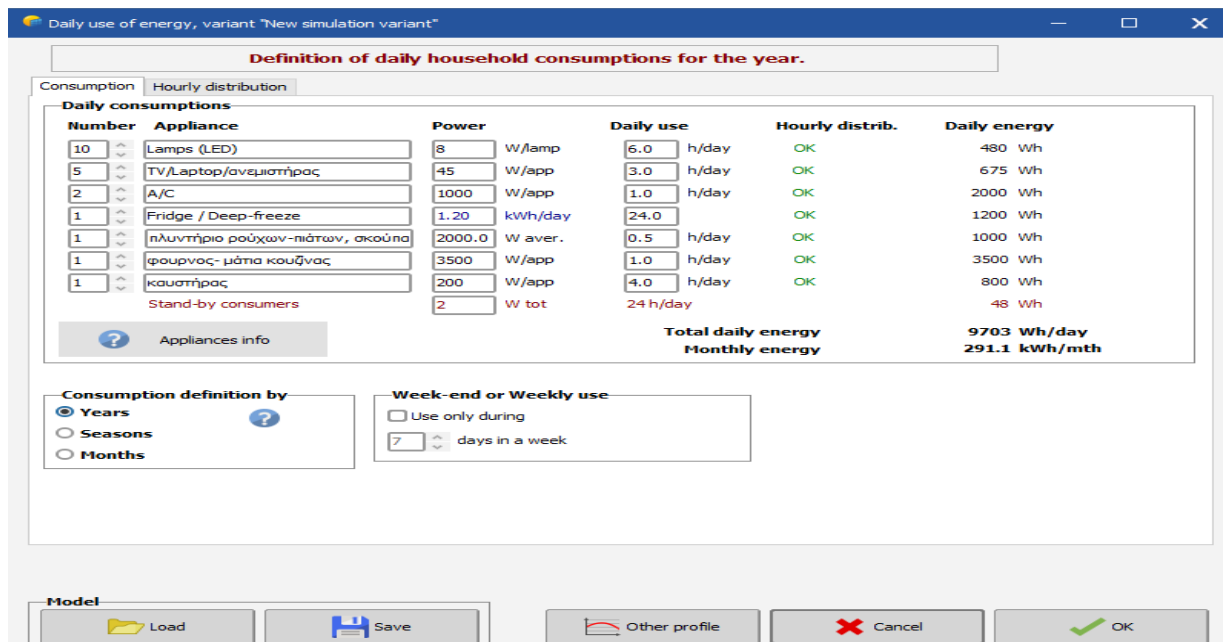 Daily use of energy, variant "New simulation variant"
Definition of daily household consumptions for the year.
Consumption Hourly distribution
Daily consumptions
Number Appliance Power Daily use Hourly distrib. Daily energy
10 Lamps (LED) 8 W/lamp 6.0 h/day OK 480 Wh
5 TV/Laptop/ανεμιστήρας 45 W/app 3.0 h/day OK 675 Wh
2 A/C 1000 W/app 1.0 h/day OK 2000 Wh
1 Fridge / Deep-freeze 1.20 kWh/day 24.0 OK 1200 Wh
1 πλυντήριο ρούχων-πιάτων, σκούπα 2000.0 W aver. 0.5 h/day OK 1000 Wh
1 φουρνος- μάτια κουζίνας 3500 W/app 1.0 h/day OK 3500 Wh
1 καυστήρας 200 W/app 4.0 h/day OK 800 Wh
Stand-by consumers 2 W tot 24 h/day 48 Wh
Total daily energy 9703 Wh/day
Appliances info
Monthly energy 291.1 kWh/mth
Consumption definition by
Years
Seasons
Months
Week-end or Weekly use
Use only during
7 days in a week
Model
Load Save Other profile Cancel OK